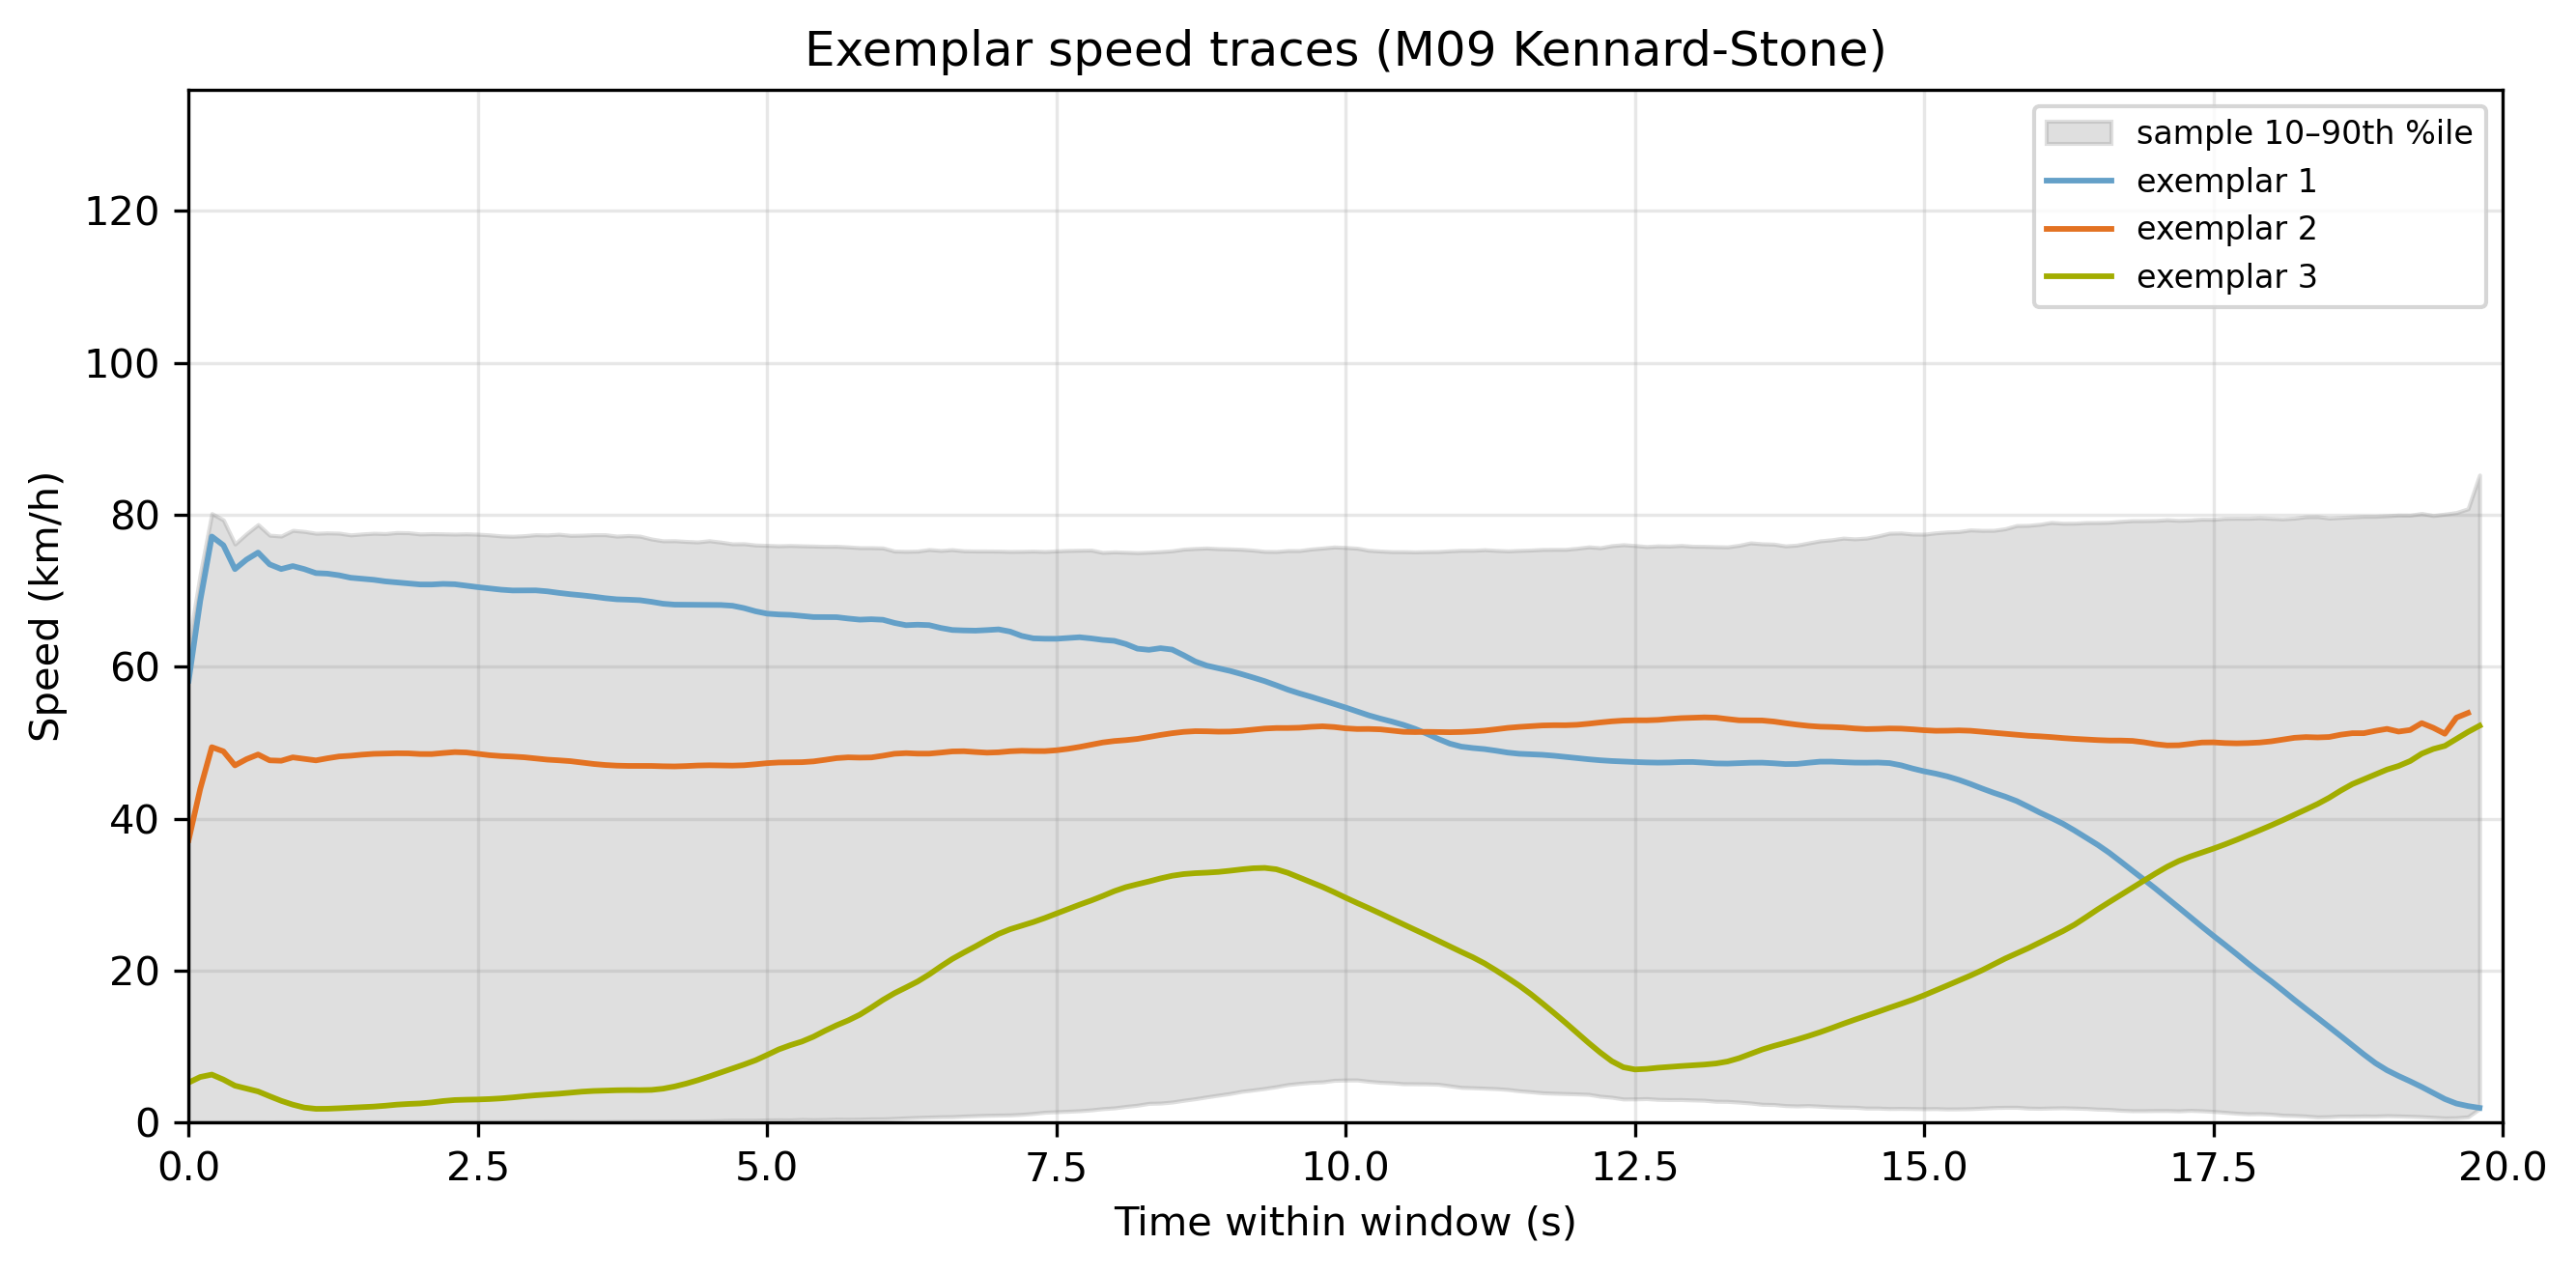 Exemplar speed traces (M09 Kennard-Stone)
sample 10–90th %ile
exemplar 1
exemplar 2
exemplar 3
Speed (km/h)
120
100
80
60
40
20
0
0.0 2.5 5.0 7.5 10.0 12.5 15.0 17.5 20.0
Time within window (s)